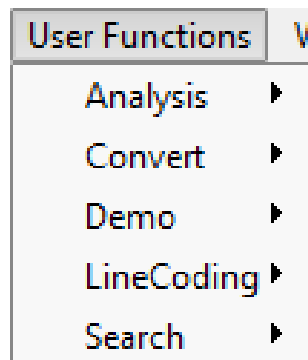 User Functions
Analysis
Convert
Demo
LineCoding
Search